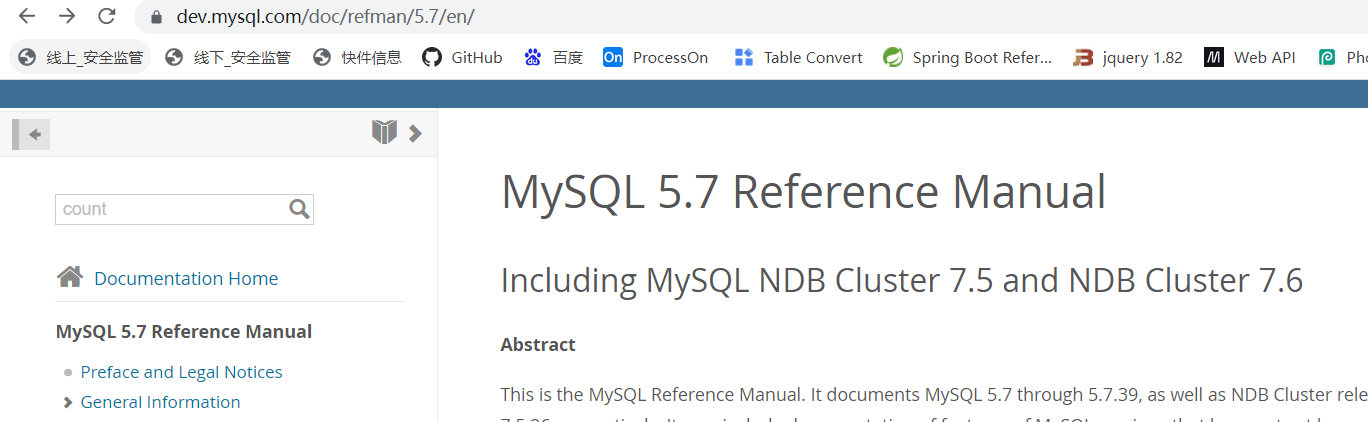 dev.mysql.com/doc/refman/5.7/en/
线上_安全监管 线下_安全监管 快件信息 GitHub 百度 On ProcessOn Table Convert Spring Boot Refer... jquery 1.82 M Web API Pho
MySQL 5.7 Reference Manual
count
Including MySQL NDB Cluster 7.5 and NDB Cluster 7.6
Documentation Home
MySQL 5.7 Reference Manual
Abstract
Preface and Legal Notices
This is the MySQL Reference Manual. It documents MySQL 5.7 through 5.7.39, as well as NDB Cluster rele
General Information